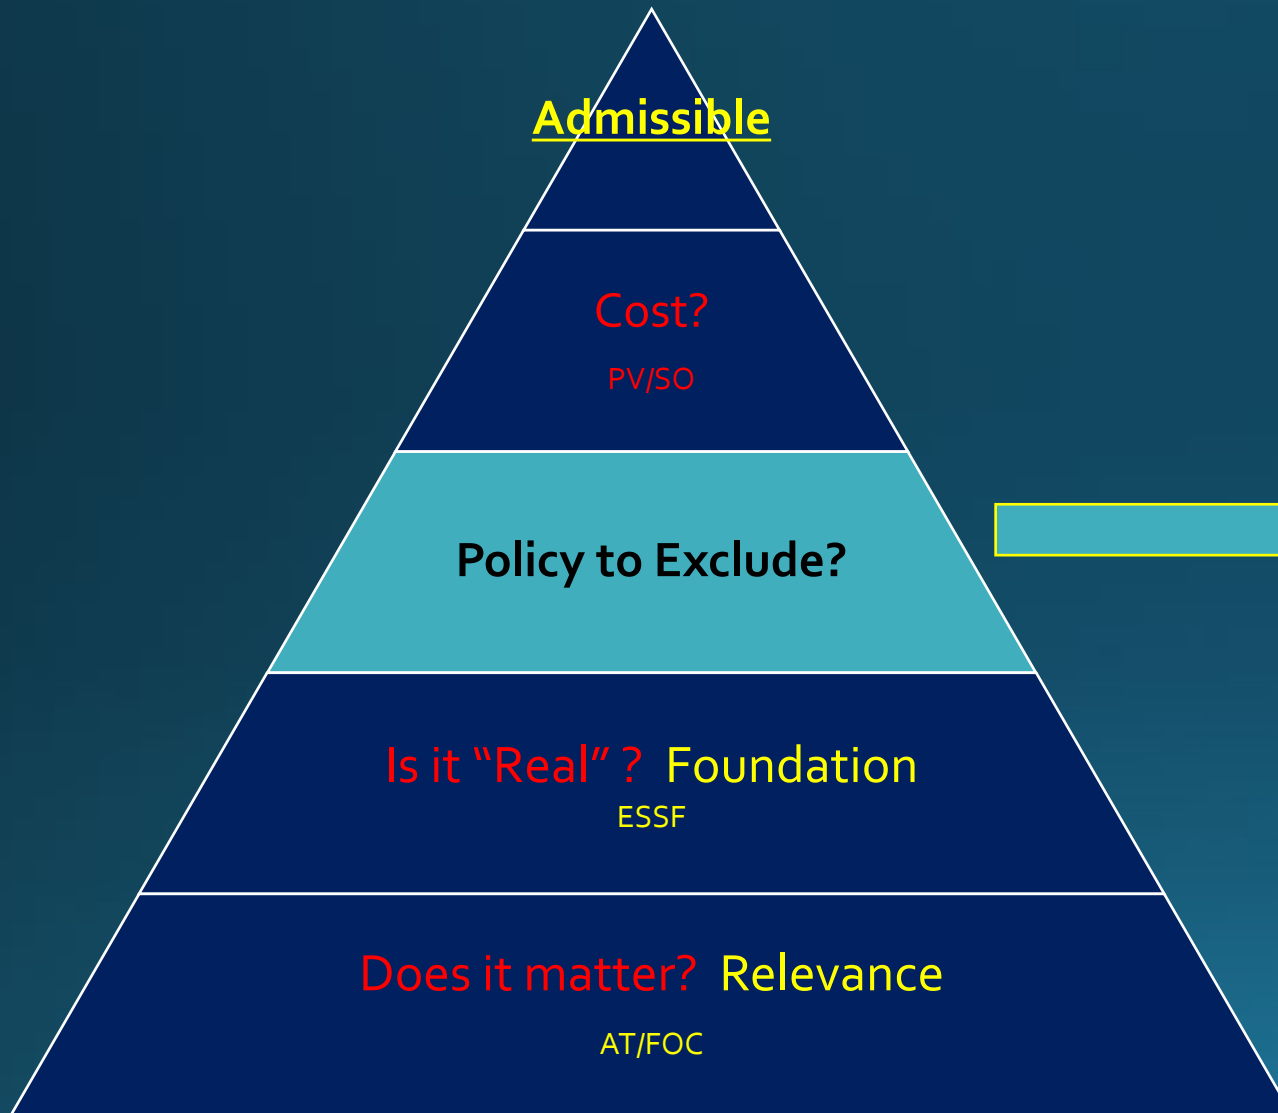 Admissible
Cost?
PV/SO
Policy to Exclude?
Is it “Real” ? Foundation
ESSF
Does it matter? Relevance
AT/FOC